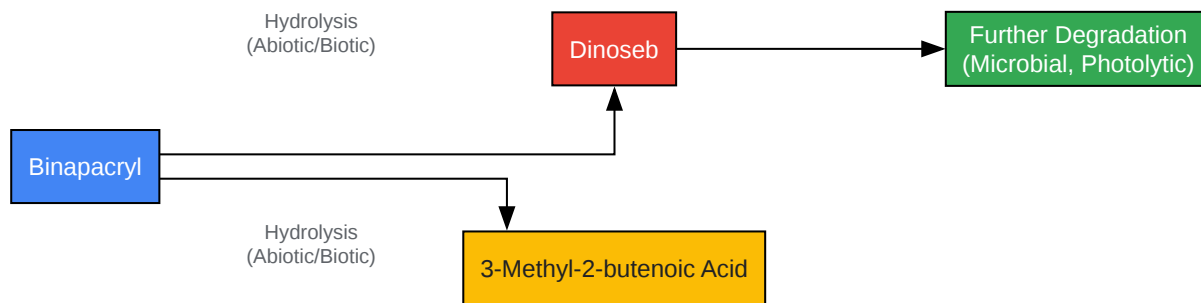 Hydrolysis
(Abiotic/Biotic)
Dinoseb
Further Degradation
(Microbial, Photolytic)
Binapacryl
Hydrolysis
(Abiotic/Biotic)
3-Methyl-2-butenoic Acid